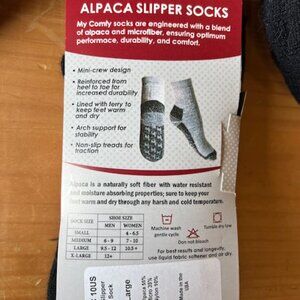 ALPACA SLIPPER SOCKS
My Comfy socks are engineered with a blend
of alpaca and microfiber, ensuring optimum
performace, durability, and comfort.
• Mini-crew design
• Reinforced from
heel to toe for
increased durability
• Lined with terry to
keep feet warm and
and dry
• Arch support for
stability
• Non-slip treads for
traction
Alpaca is a naturally soft fiber with water resistant
and moisture absorbing properties; sure to keep your
feet warm and dry through any harsh and cold temperature.
SOCK SIZE SHOE SIZE
MEN WOMEN
SMALL 4 - 6.5
MEDIUM 6 - 9 7 - 10
LARGE 9.5 - 12 10.5 +
X-LARGE 12+
Machine wash
gentle cycle
Tumble dry low
Do not bleach
For best results and longevity,
use liquid fabric softener and air dry.
10US
Slipper
Sock
Large
Made in the
USA